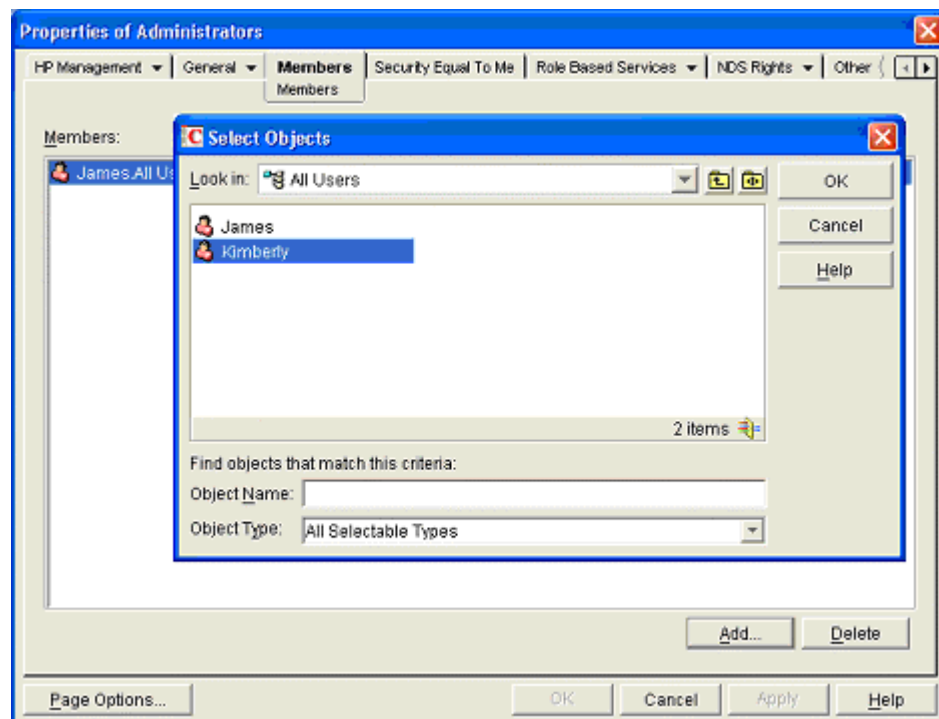 Properties of Administrators
HP Management General Members Security Equal To Me Role Based Services NDS Rights Other
Members
Members:
James.All Us
Select Objects
Look in: All Users
James
Kimberly
2 items
Find objects that match this criteria:
Object Name:
Object Type: All Selectable Types
OK
Cancel
Help
Add... Delete
Page Options... OK Cancel Apply Help